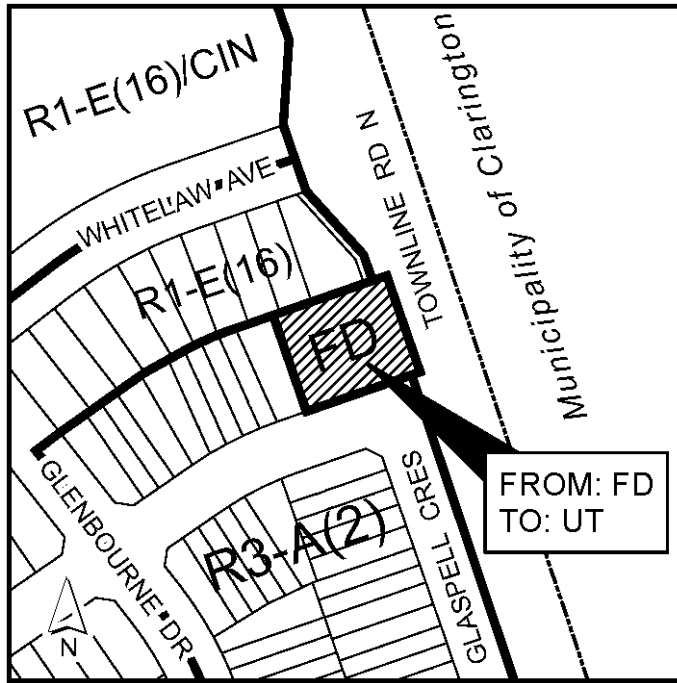 R1-E(16)/CIN
WHITELAW AVE
TOWNLINE RD N
Municipality of Clarington
R1-E(16)
FD
FROM: FD
TO: UT
GLENBOURNE DR
R3-A(2)
GLASPELL CRES
N